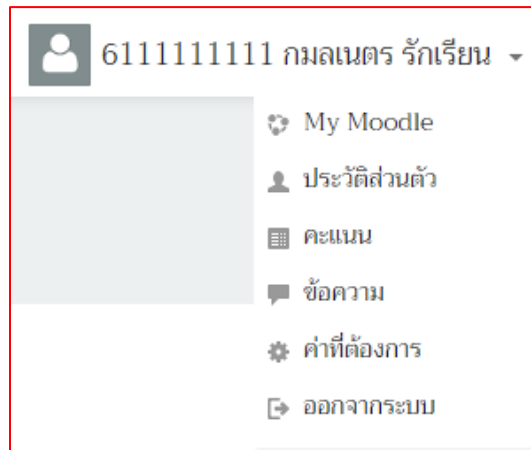 6111111111 กมลเนตร รักเรียน
My Moodle
ประวัติส่วนตัว
คะแนน
ข้อความ
ค่าที่ต้องการ
ออกจากระบบ